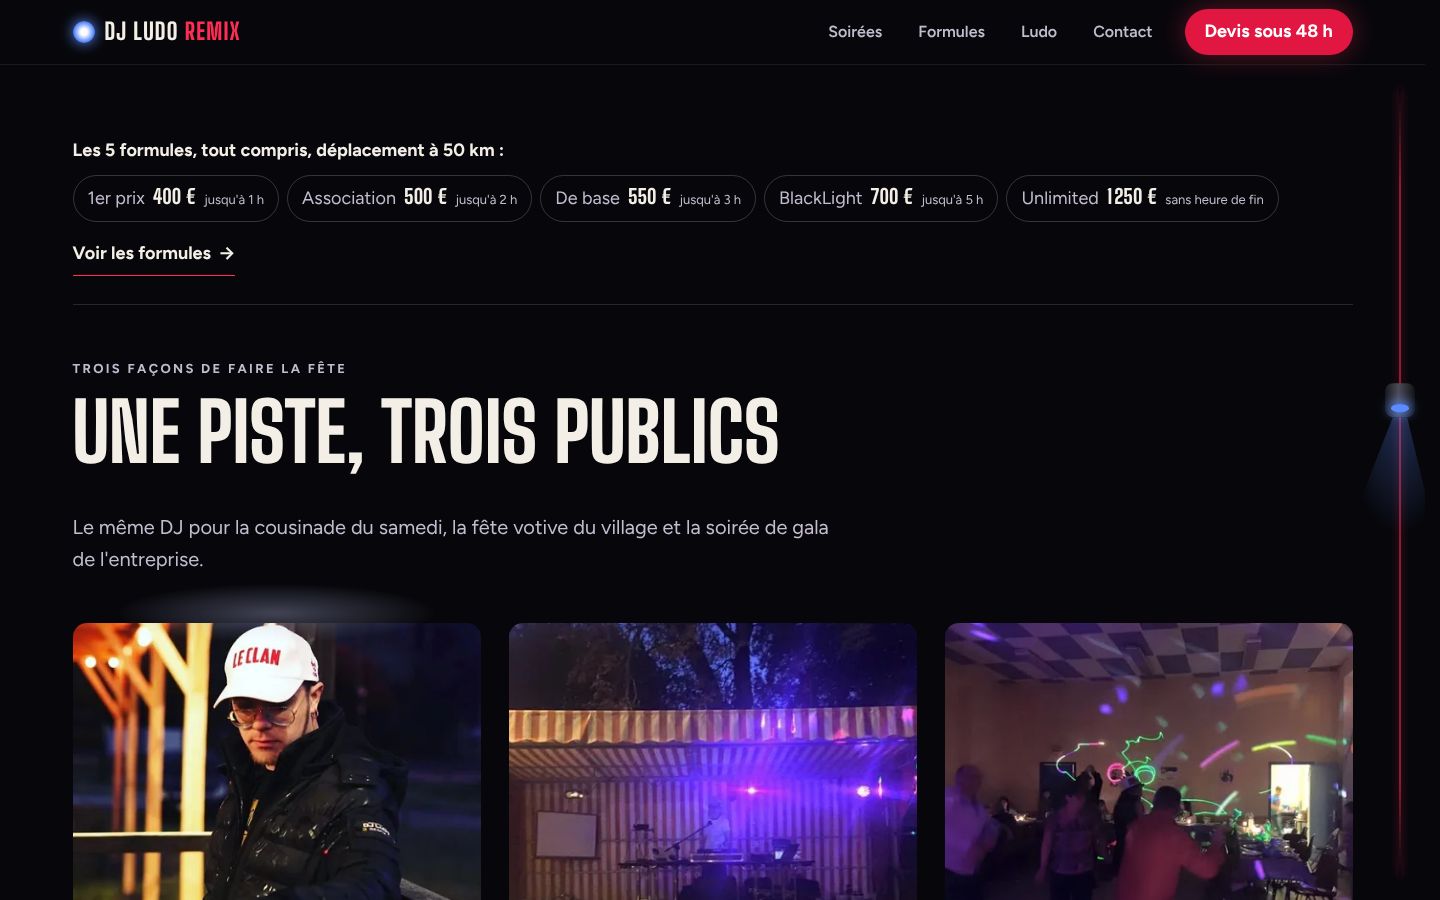 DJ LUDO REMIX
Soirées Formules Ludo Contact Devis sous 48 h
Les 5 formules, tout compris, déplacement à 50 km :
1er prix 400 € jusqu'à 1 h Association 500 € jusqu'à 2 h De base 550 € jusqu'à 3 h BlackLight 700 € jusqu'à 5 h Unlimited 1250 € sans heure de fin
Voir les formules →
TROIS FAÇONS DE FAIRE LA FÊTE
UNE PISTE, TROIS PUBLICS
Le même DJ pour la cousinade du samedi, la fête votive du village et la soirée de gala
de l'entreprise.
LE CLAN